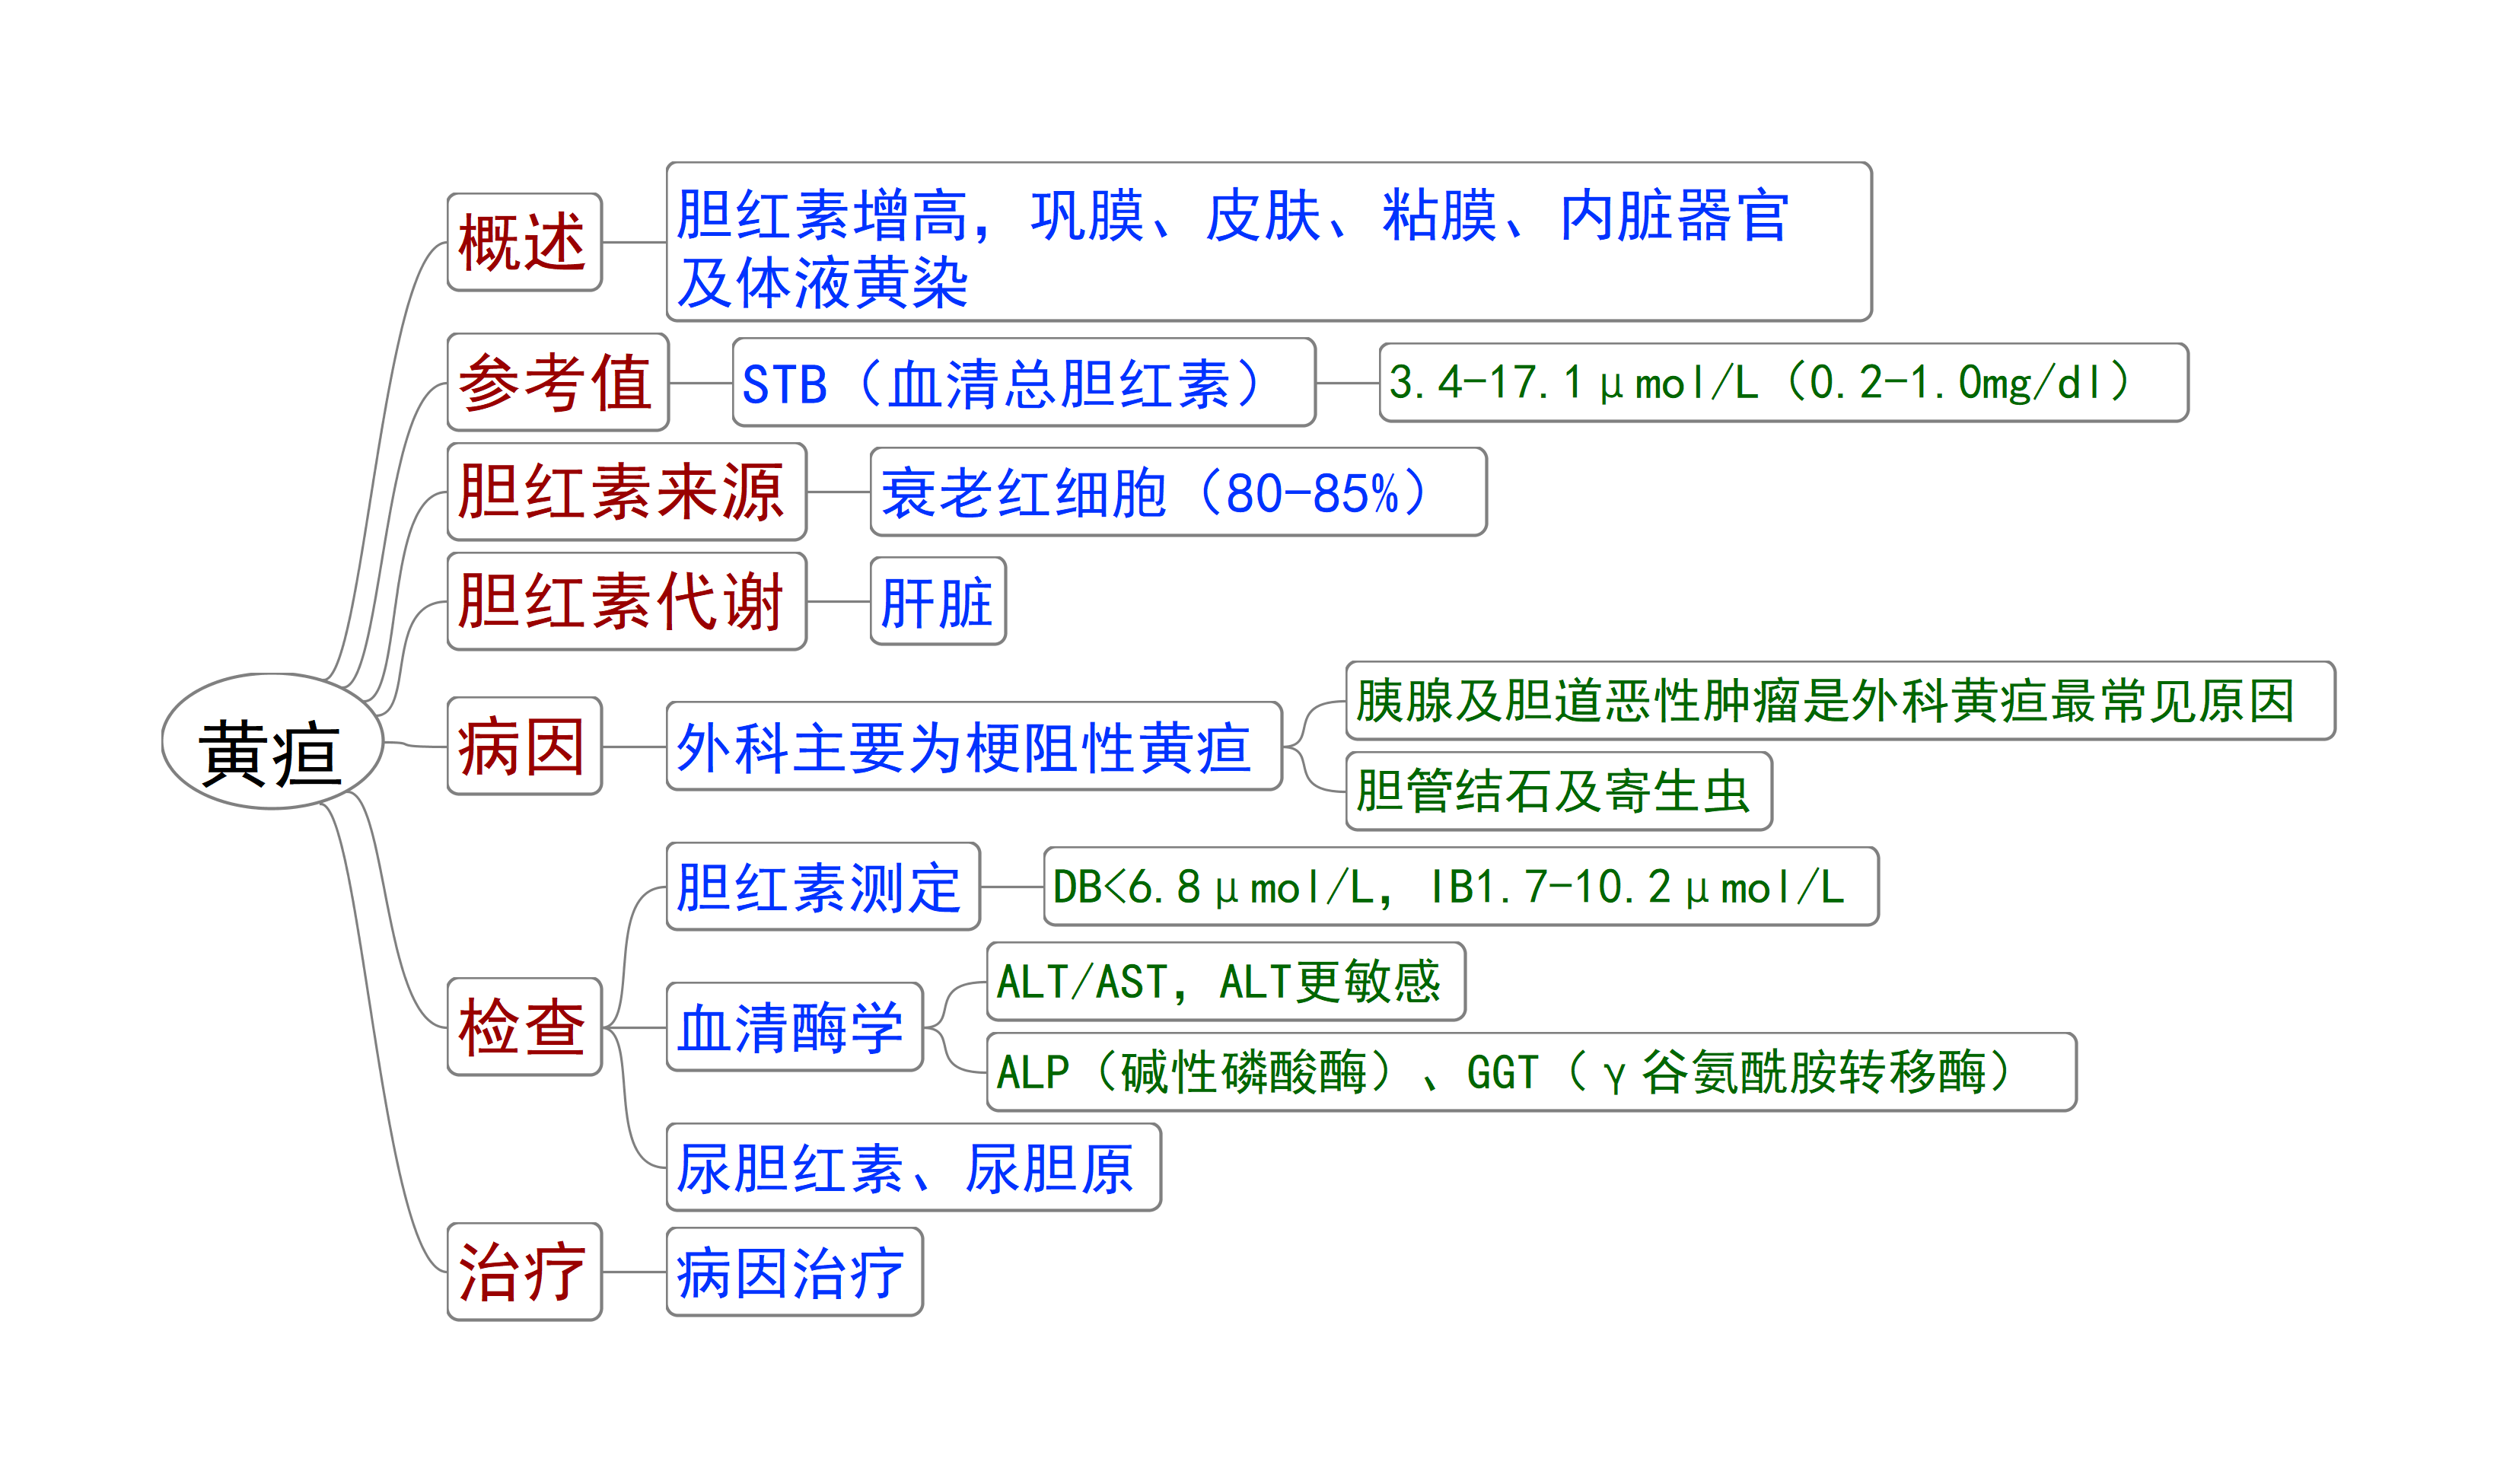 黄疸
概述
胆红素增高，巩膜、皮肤、粘膜、内脏器官
及体液黄染
参考值
STB（血清总胆红素）
3.4-17.1μmol/L（0.2-1.0mg/dl）
胆红素来源
衰老红细胞（80-85%）
胆红素代谢
肝脏
病因
外科主要为梗阻性黄疸
胰腺及胆道恶性肿瘤是外科黄疸最常见原因
胆管结石及寄生虫
检查
胆红素测定
DB<6.8μmol/L，IB1.7-10.2μmol/L
血清酶学
ALT/AST，ALT更敏感
ALP（碱性磷酸酶）、GGT（γ谷氨酰胺转移酶）
尿胆红素、尿胆原
治疗
病因治疗